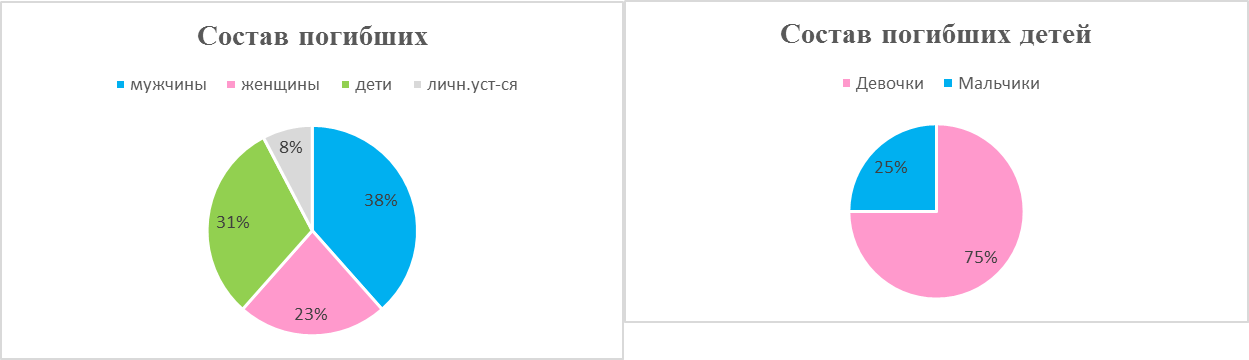 Состав погибших
мужчины женщины дети личн.уст-ся
8%
38%
31%
23%
Состав погибших детей
Девочки Мальчики
25%
75%